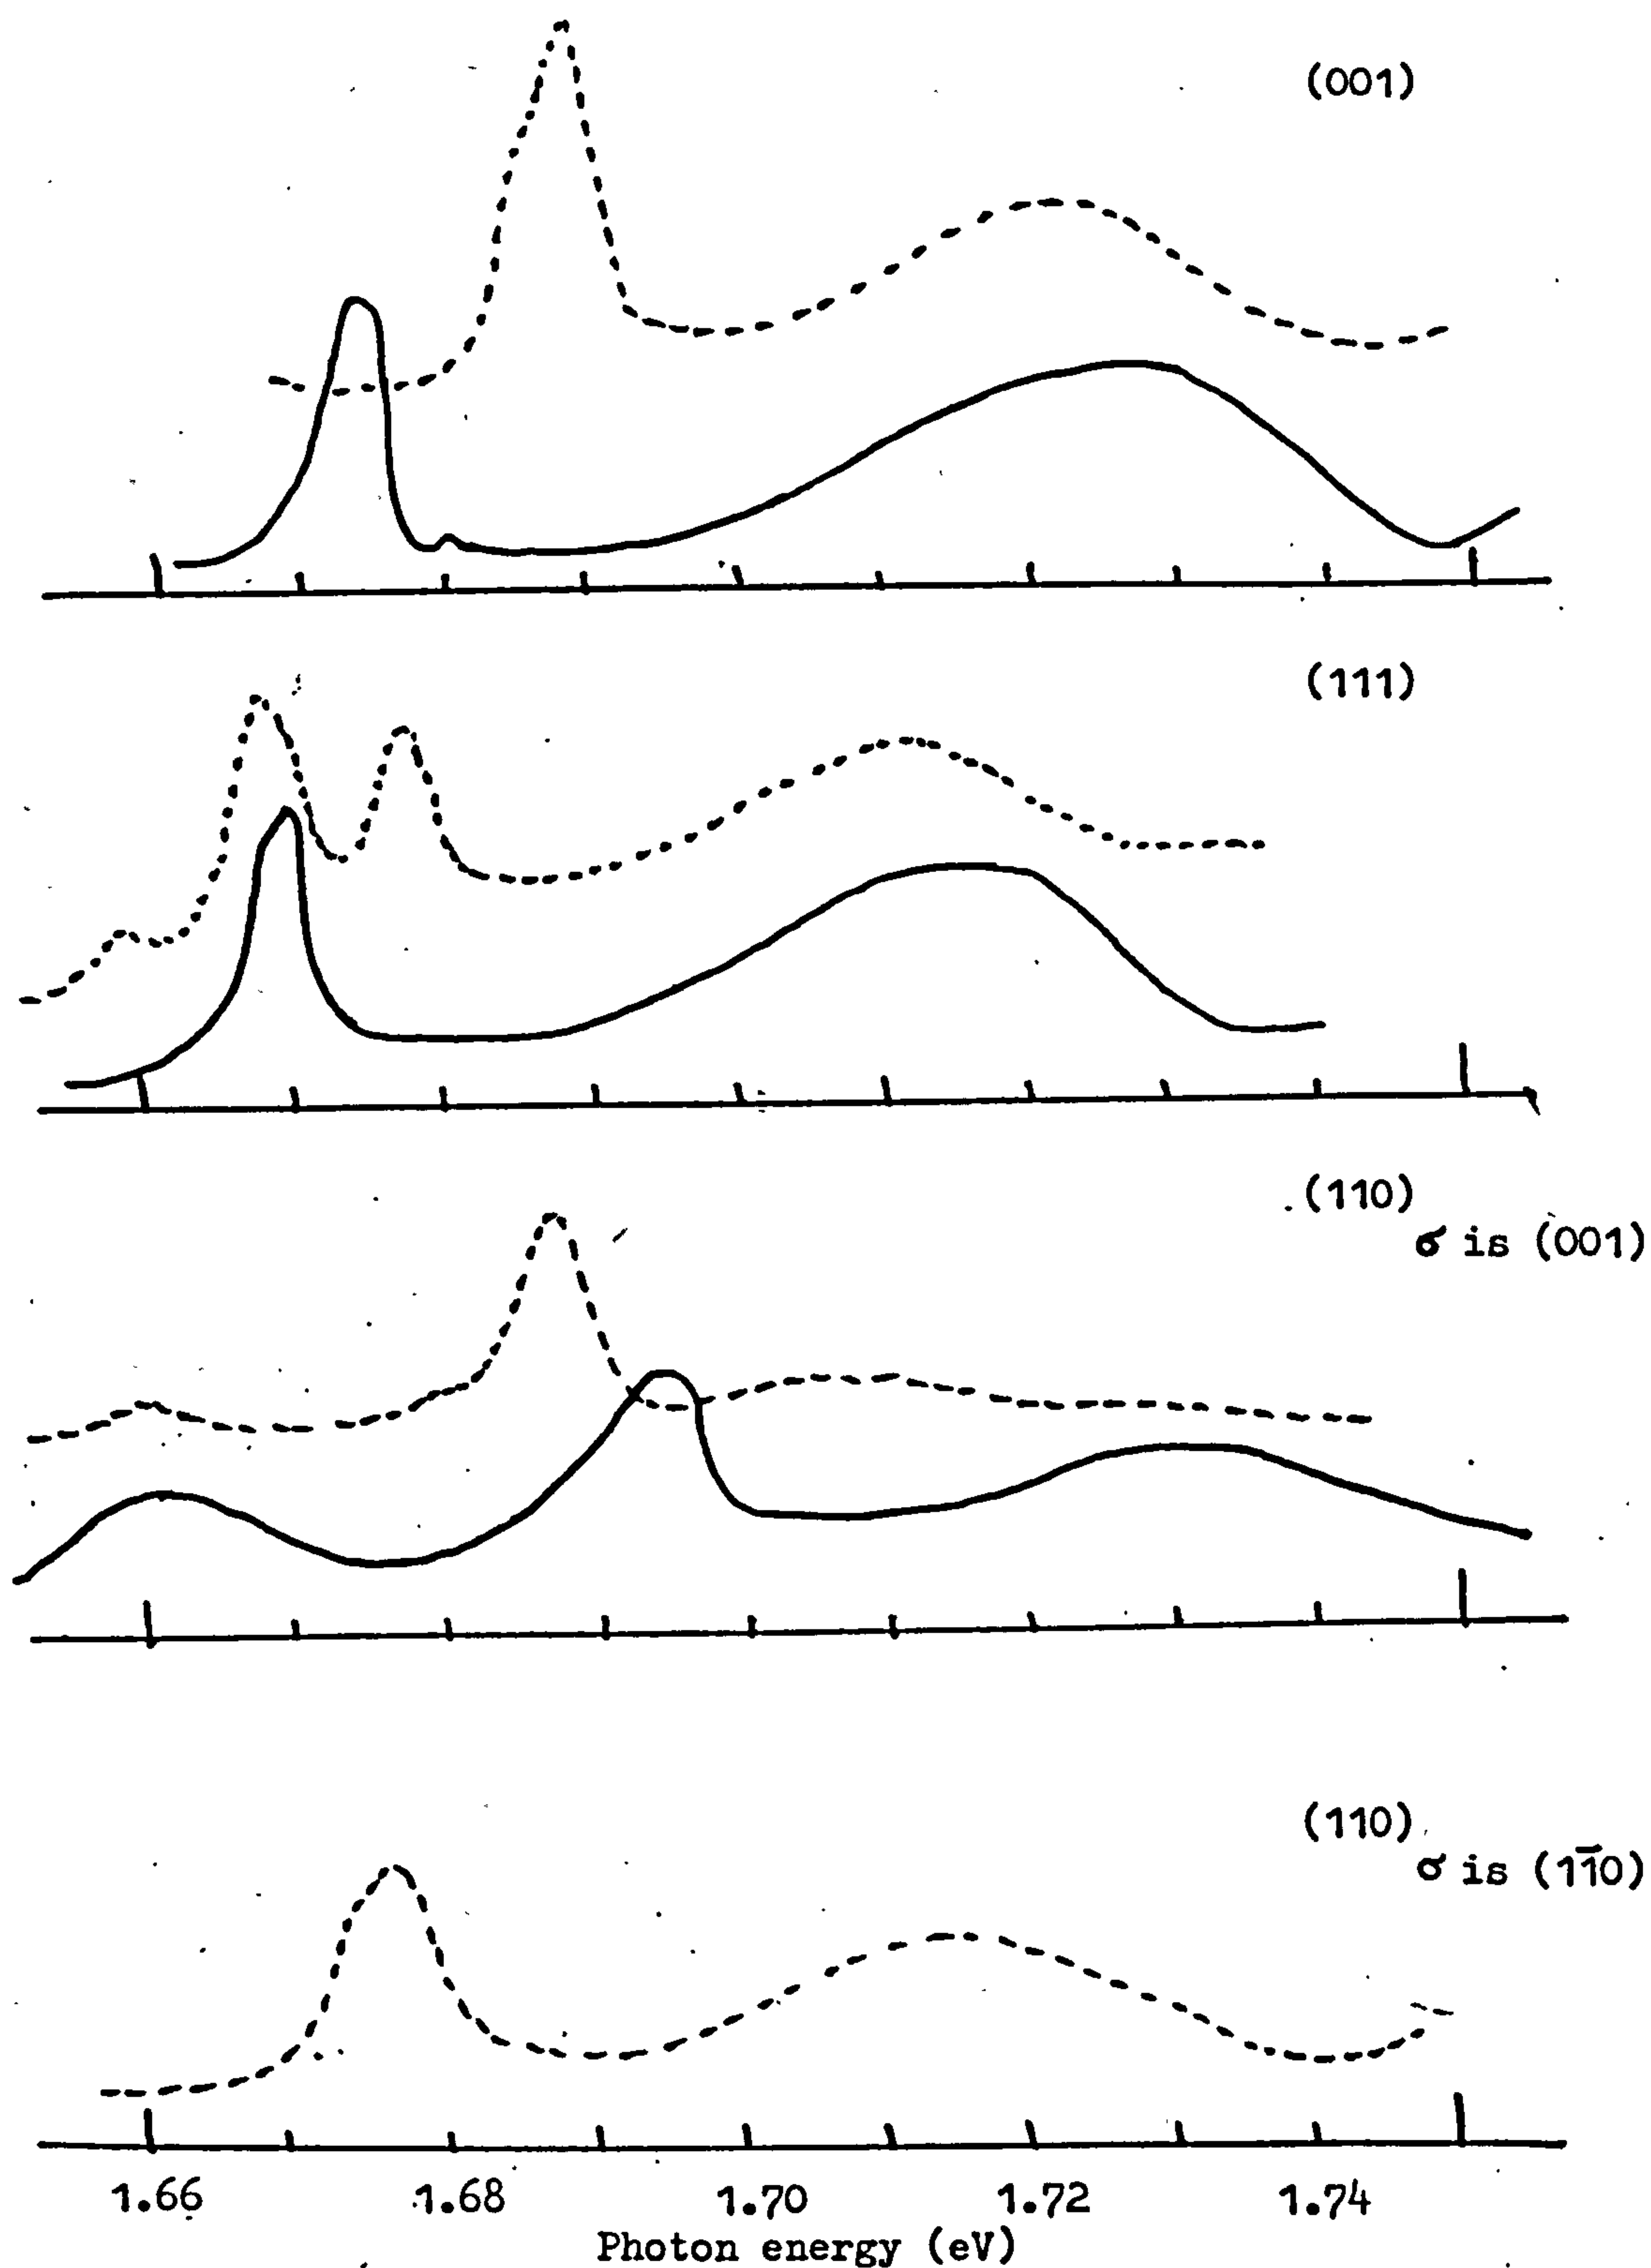 (001)
(111)
(110)
σ is (001)
(110)
σ is (11̄0)
1.66 1.68 1.70 1.72 1.74
Photon energy (eV)